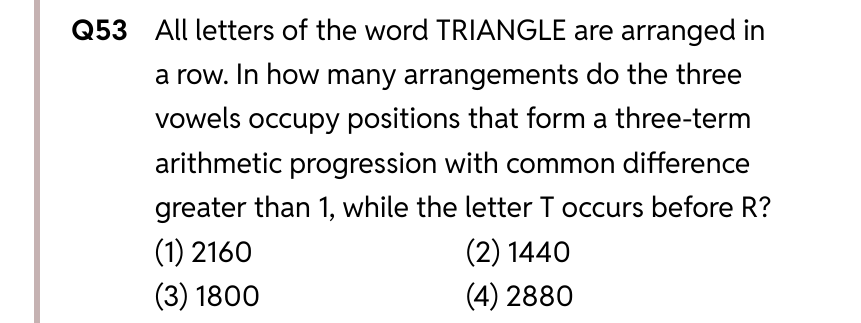 Q53 All letters of the word TRIANGLE are arranged in
a row. In how many arrangements do the three
vowels occupy positions that form a three-term
arithmetic progression with common difference
greater than 1, while the letter T occurs before R?
(1) 2160 (2) 1440
(3) 1800 (4) 2880